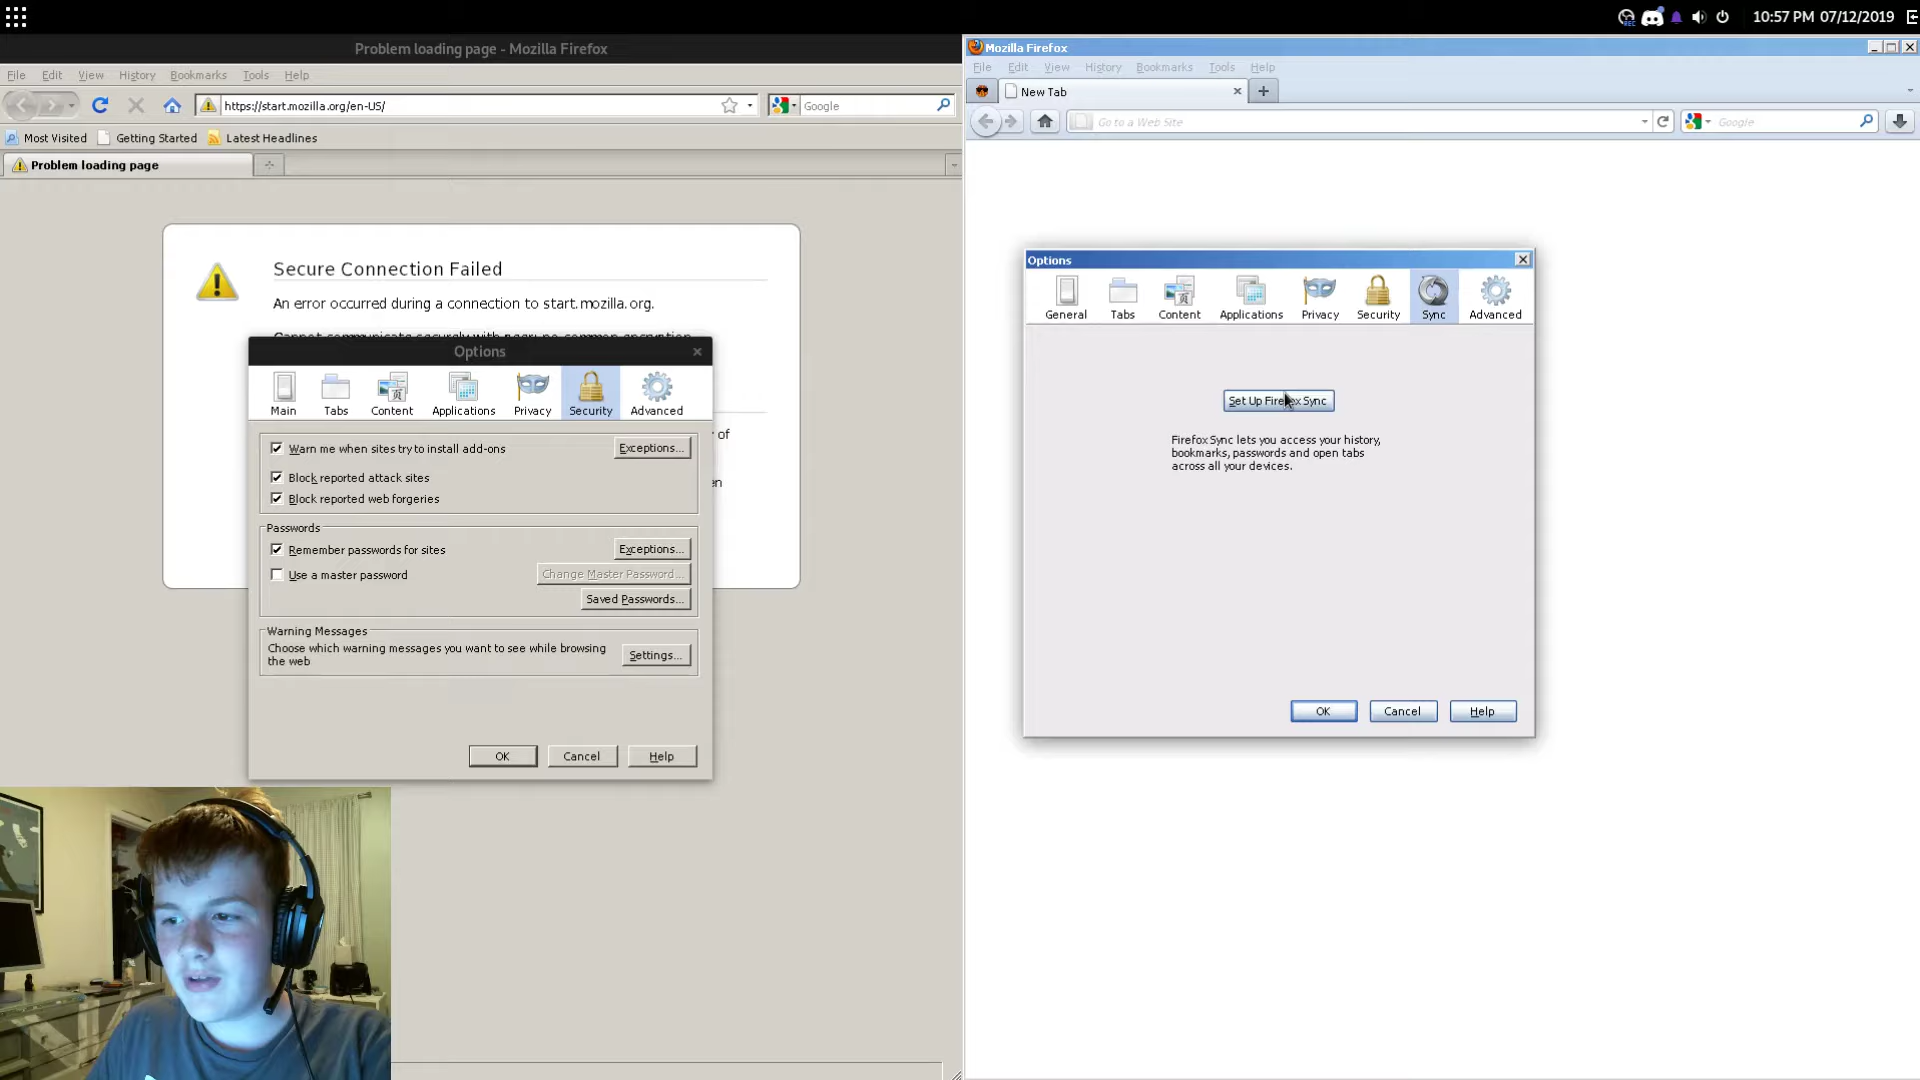 REC
10:57 PM 07/12/2019
Problem loading page - Mozilla Firefox
File Edit View History Bookmarks Tools Help
https://start.mozilla.org/en-US/
Google
Most Visited Getting Started Latest Headlines
Problem loading page
Secure Connection Failed
An error occurred during a connection to start.mozilla.org.
Options
Main Tabs Content Applications Privacy Security Advanced
Warn me when sites try to install add-ons Exceptions...
Block reported attack sites
Block reported web forgeries
Passwords
Remember passwords for sites Exceptions...
Use a master password Change Master Password...
Saved Passwords...
Warning Messages
Choose which warning messages you want to see while browsing
the web
Settings...
OK Cancel Help
of
en
Mozilla Firefox
File Edit View History Bookmarks Tools Help
New Tab
Go to a Web Site
Google
Options
General Tabs Content Applications Privacy Security Sync Advanced
Set Up Firefox Sync
Firefox Sync lets you access your history,
bookmarks, passwords and open tabs
across all your devices.
OK Cancel Help